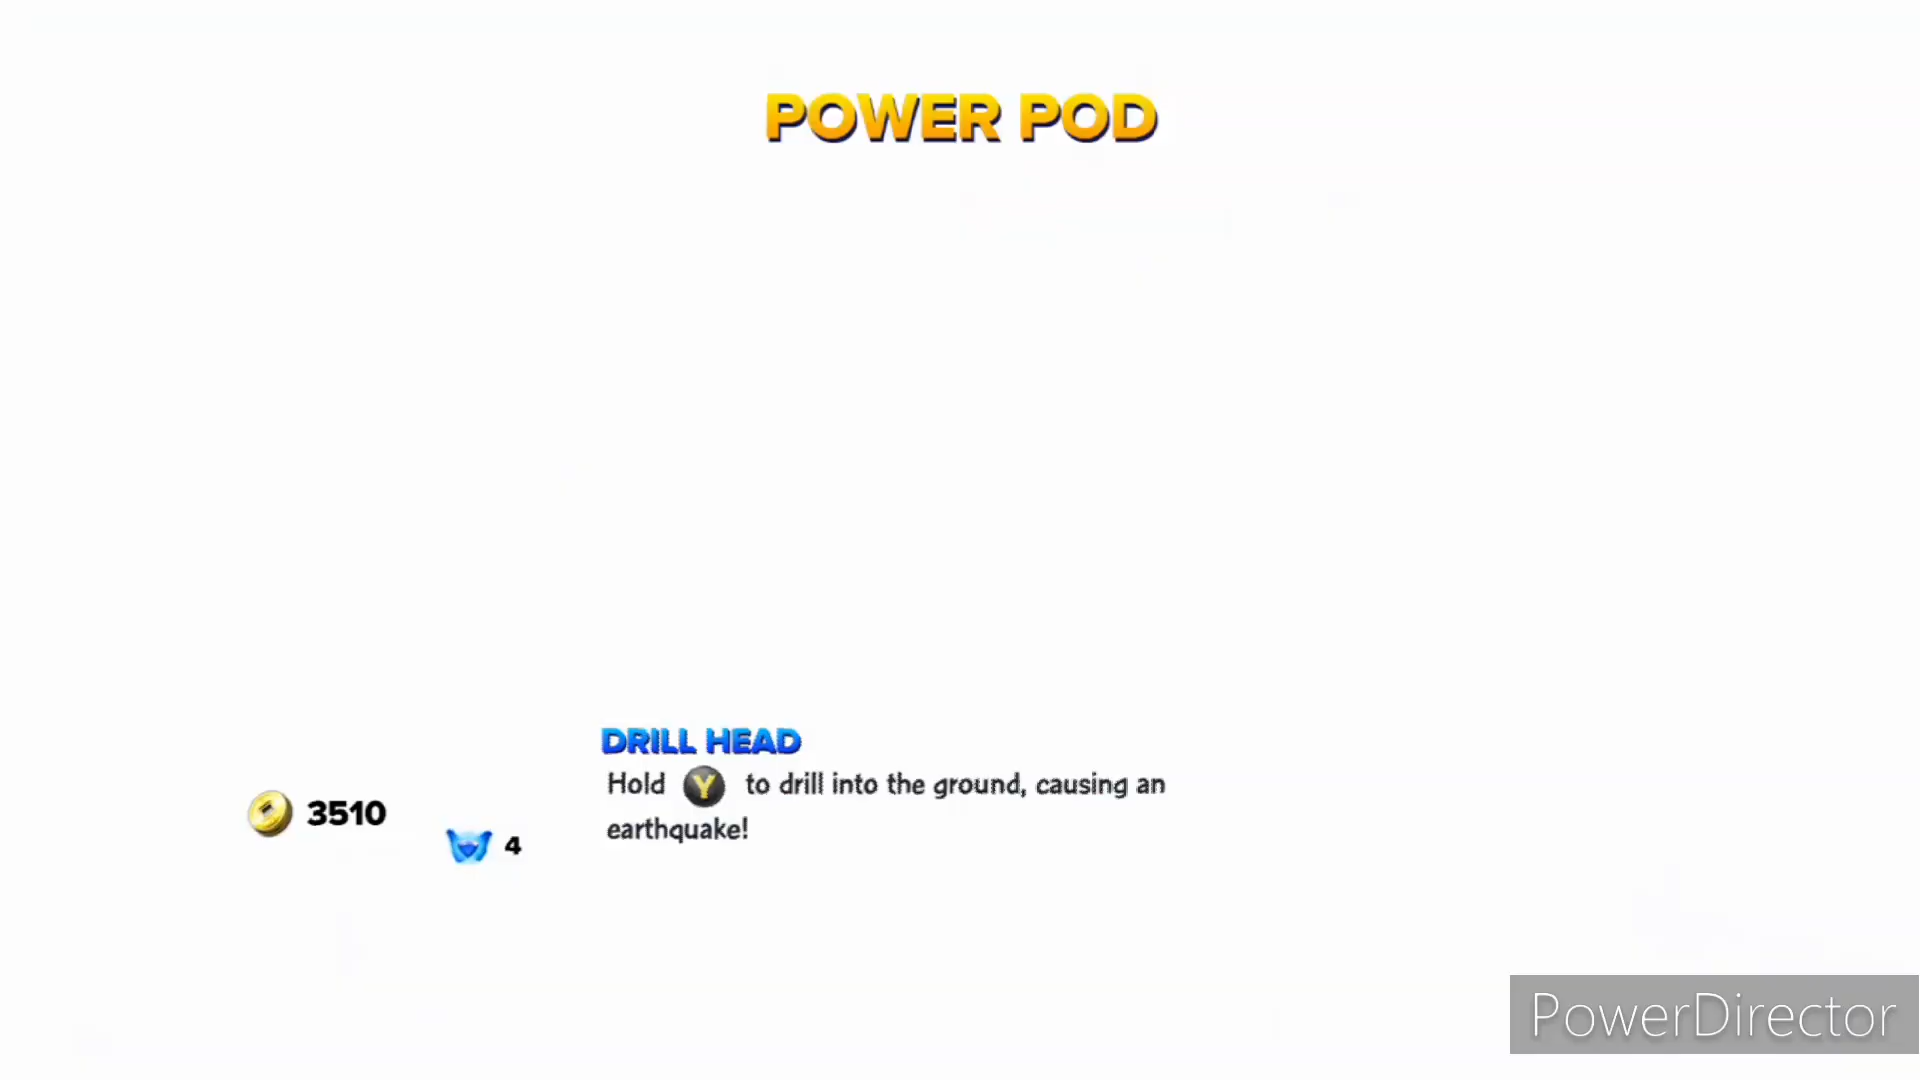 POWER POD
DRILL HEAD
Hold Y to drill into the ground, causing an
earthquake!
3510
4
PowerDirector